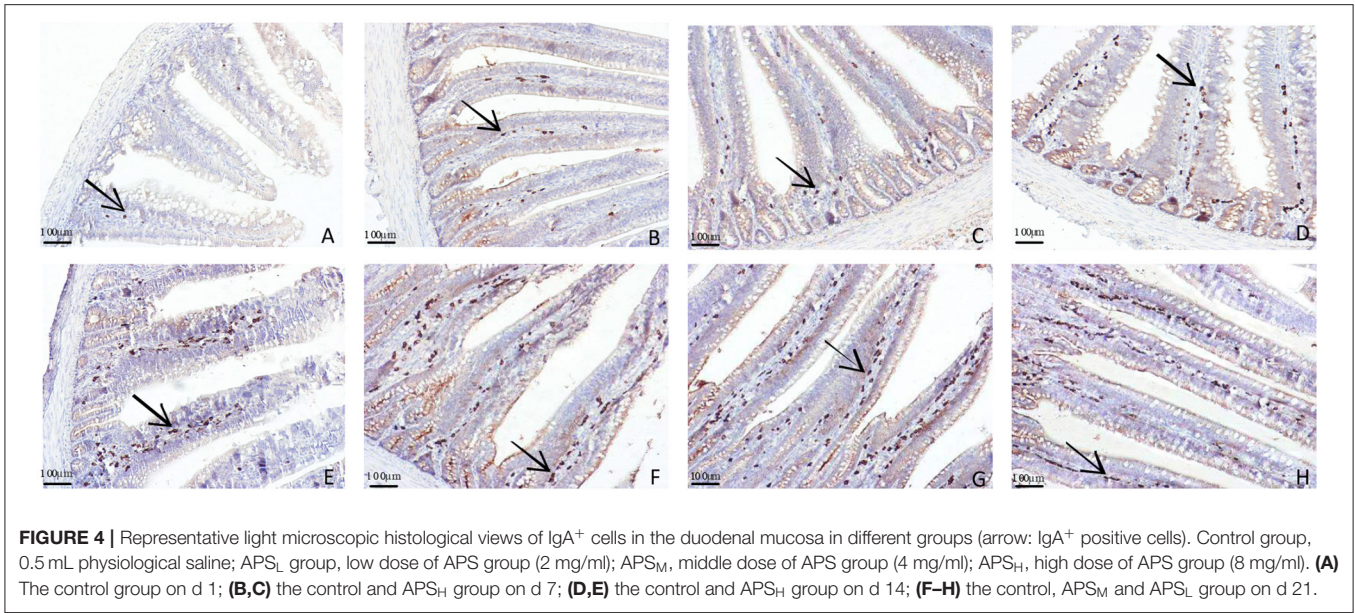 100μm
A
100μm
B
100μm
C
100μm
D
100μm
E
100μm
F
100μm
G
100μm
H
FIGURE 4 | Representative light microscopic histological views of IgA+ cells in the duodenal mucosa in different groups (arrow: IgA+ positive cells). Control group,
0.5 mL physiological saline; APSL group, low dose of APS group (2 mg/ml); APSM, middle dose of APS group (4 mg/ml); APSH, high dose of APS group (8 mg/ml). (A)
The control group on d 1; (B,C) the control and APSH group on d 7; (D,E) the control and APSH group on d 14; (F–H) the control, APSM and APSL group on d 21.